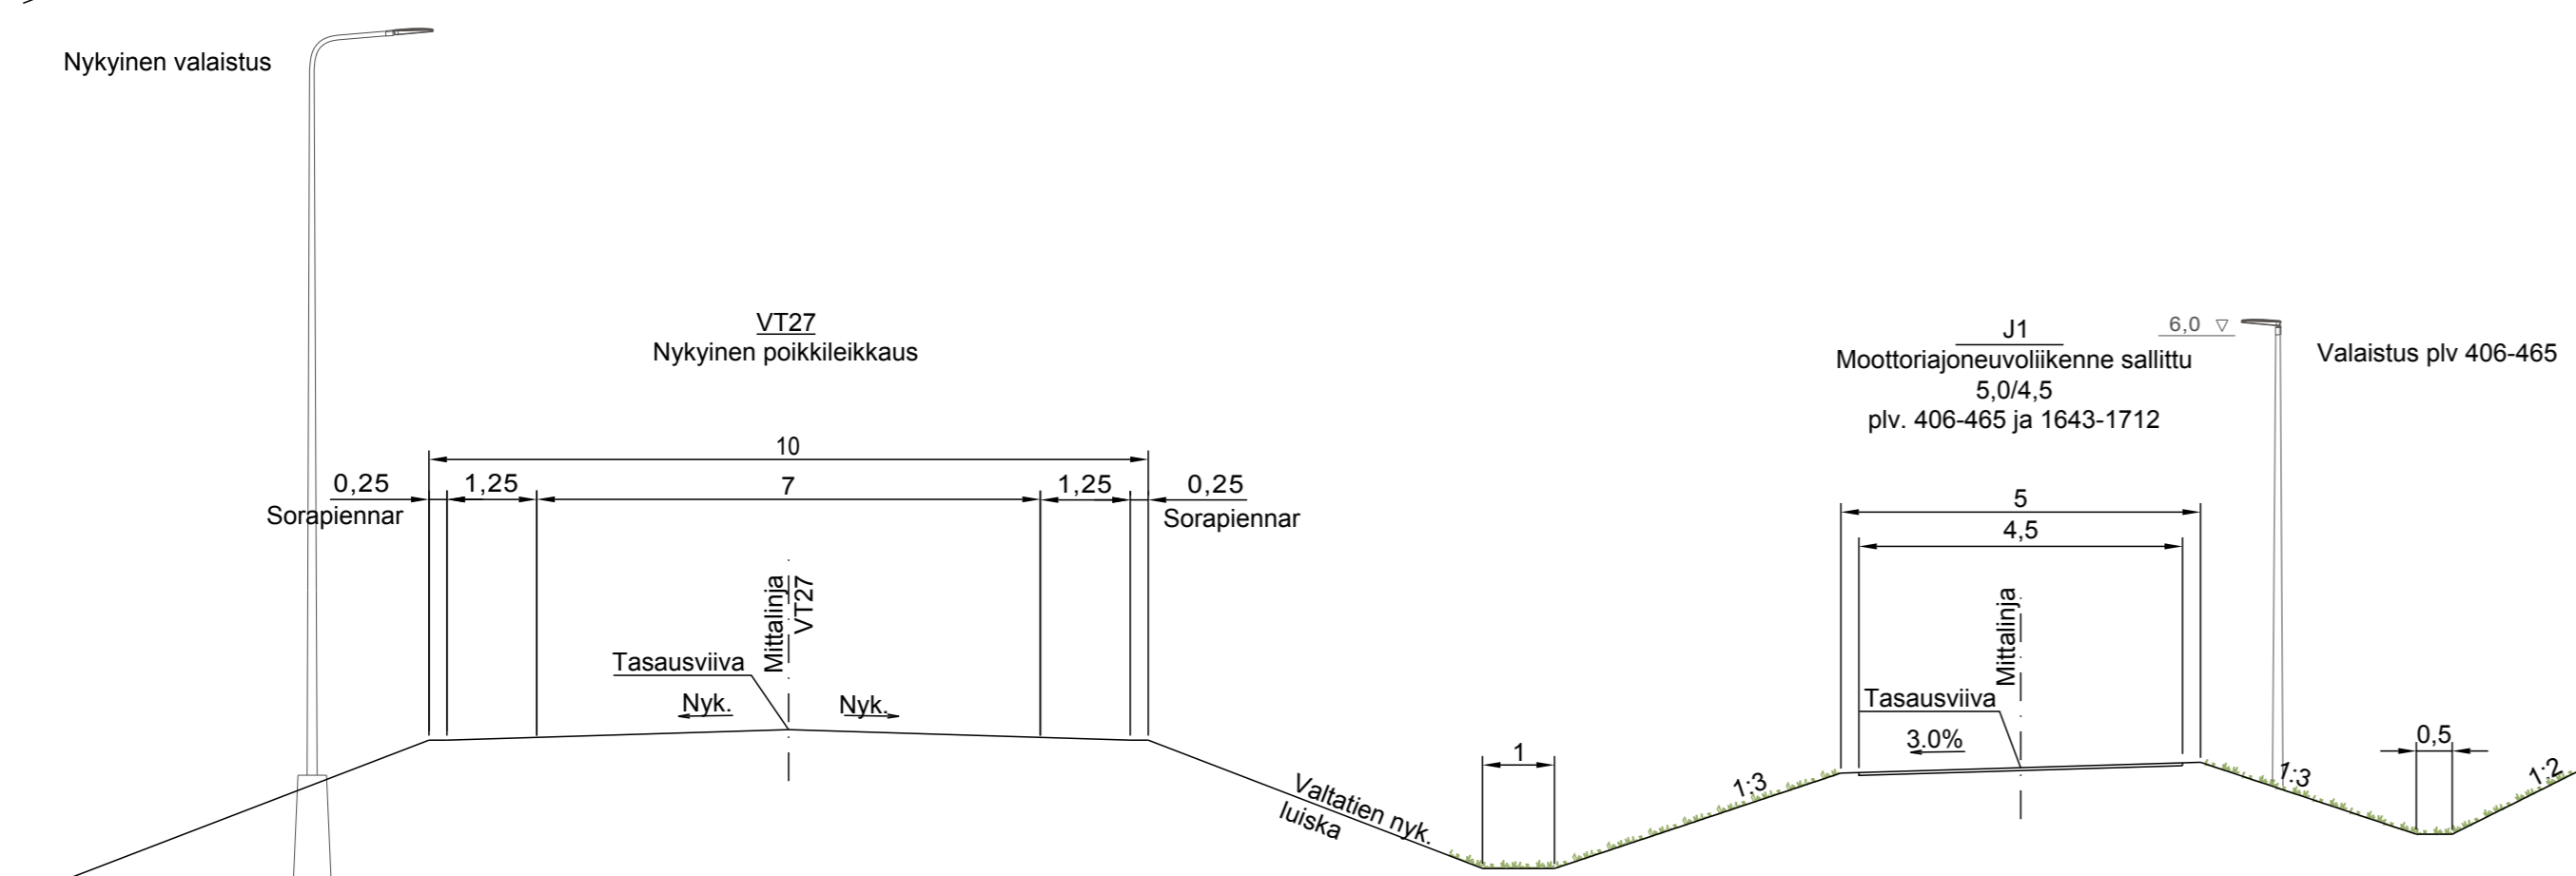 Nykyinen valaistus
VT27
Nykyinen poikkileikkaus
10
0,25
1,25
7
1,25
0,25
Sorapiennar
Sorapiennar
Mittalinja
VT27
Tasausviiva
Nyk.
Nyk.
Valtatien nyk.
luiska
1
1:3
J1
Moottoriajoneuvoliikenne sallittu
5,0/4,5
plv. 406-465 ja 1643-1712
6,0
Valaistus plv 406-465
5
4,5
Mittalinja
Tasausviiva
3.0%
1:3
0,5
1:2